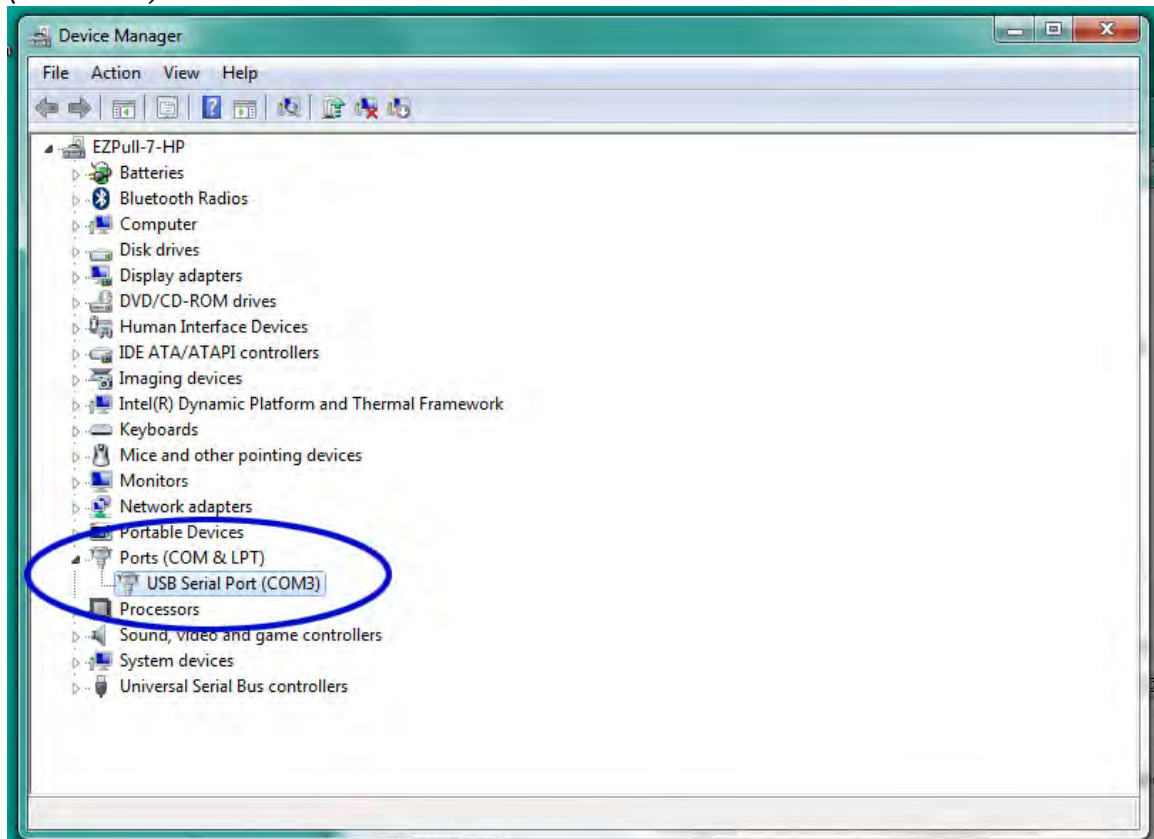 Device Manager
File Action View Help
EZPull-7-HP
Batteries
Bluetooth Radios
Computer
Disk drives
Display adapters
DVD/CD-ROM drives
Human Interface Devices
IDE ATA/ATAPI controllers
Imaging devices
Intel(R) Dynamic Platform and Thermal Framework
Keyboards
Mice and other pointing devices
Monitors
Network adapters
Portable Devices
Ports (COM & LPT)
USB Serial Port (COM3)
Processors
Sound, video and game controllers
System devices
Universal Serial Bus controllers